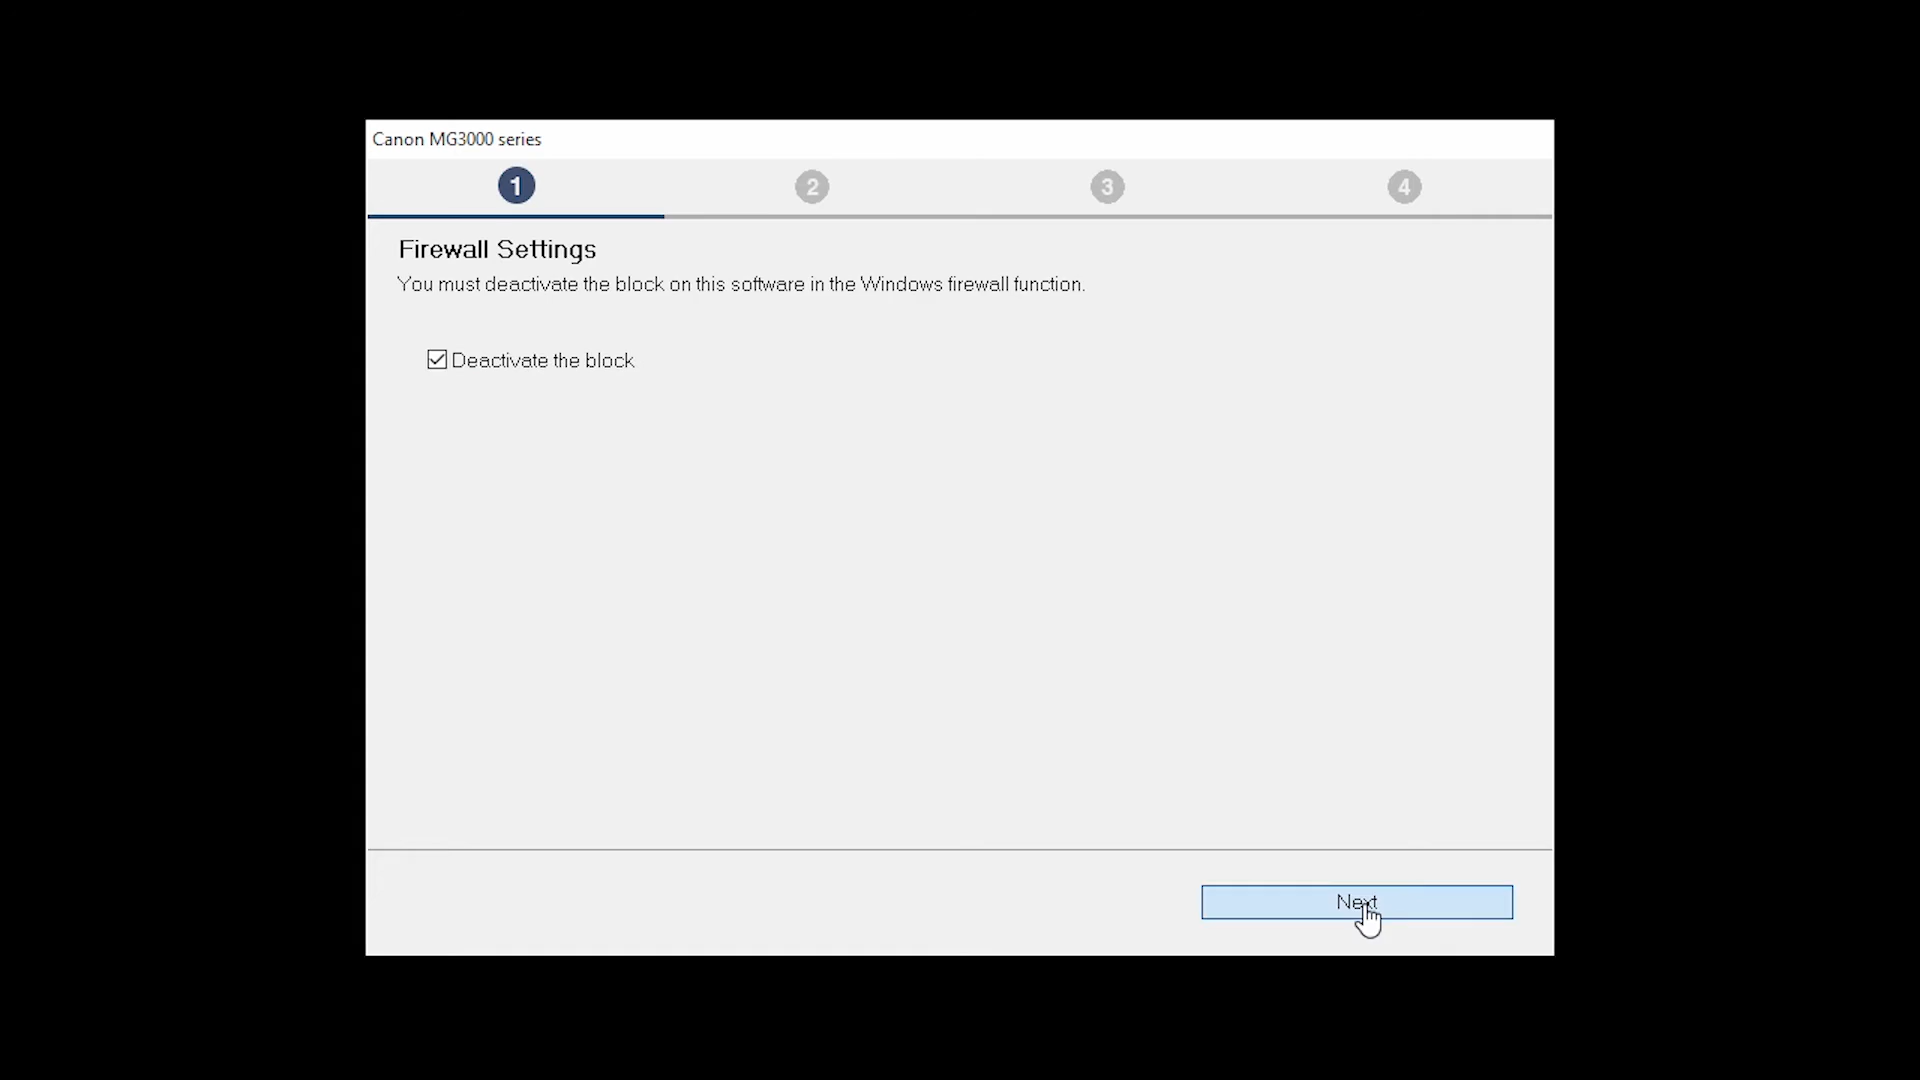 Canon MG3000 series
1 2 3 4
Firewall Settings
You must deactivate the block on this software in the Windows firewall function.
Deactivate the block
Next